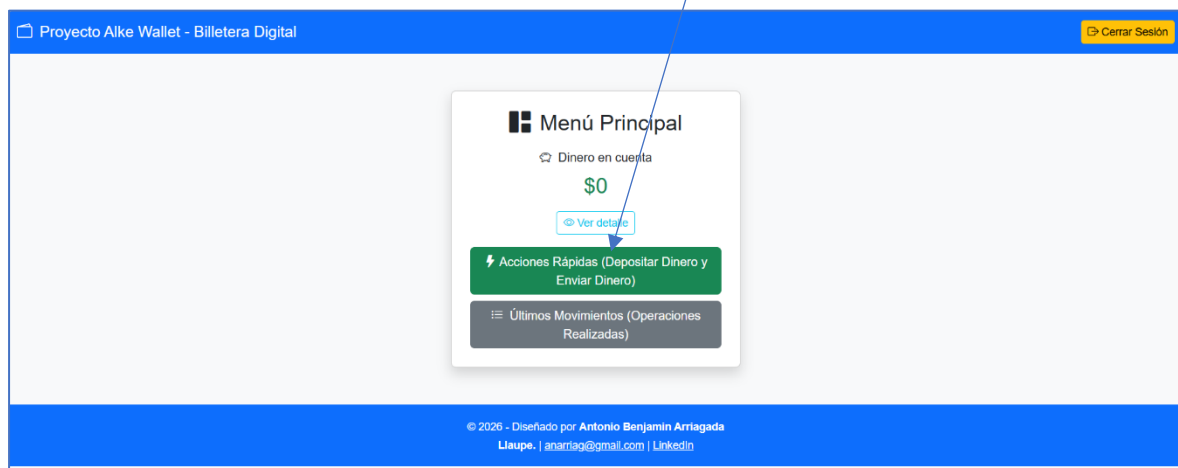 Proyecto Alke Wallet - Billetera Digital
Cerrar Sesión
Menú Principal
Dinero en cuenta
$0
Ver detalle
Acciones Rápidas (Depositar Dinero y
Enviar Dinero)
Últimos Movimientos (Operaciones
Realizadas)
© 2026 - Diseñado por Antonio Benjamin Arriagada
Llaupe. | anarriag@gmail.com | LinkedIn